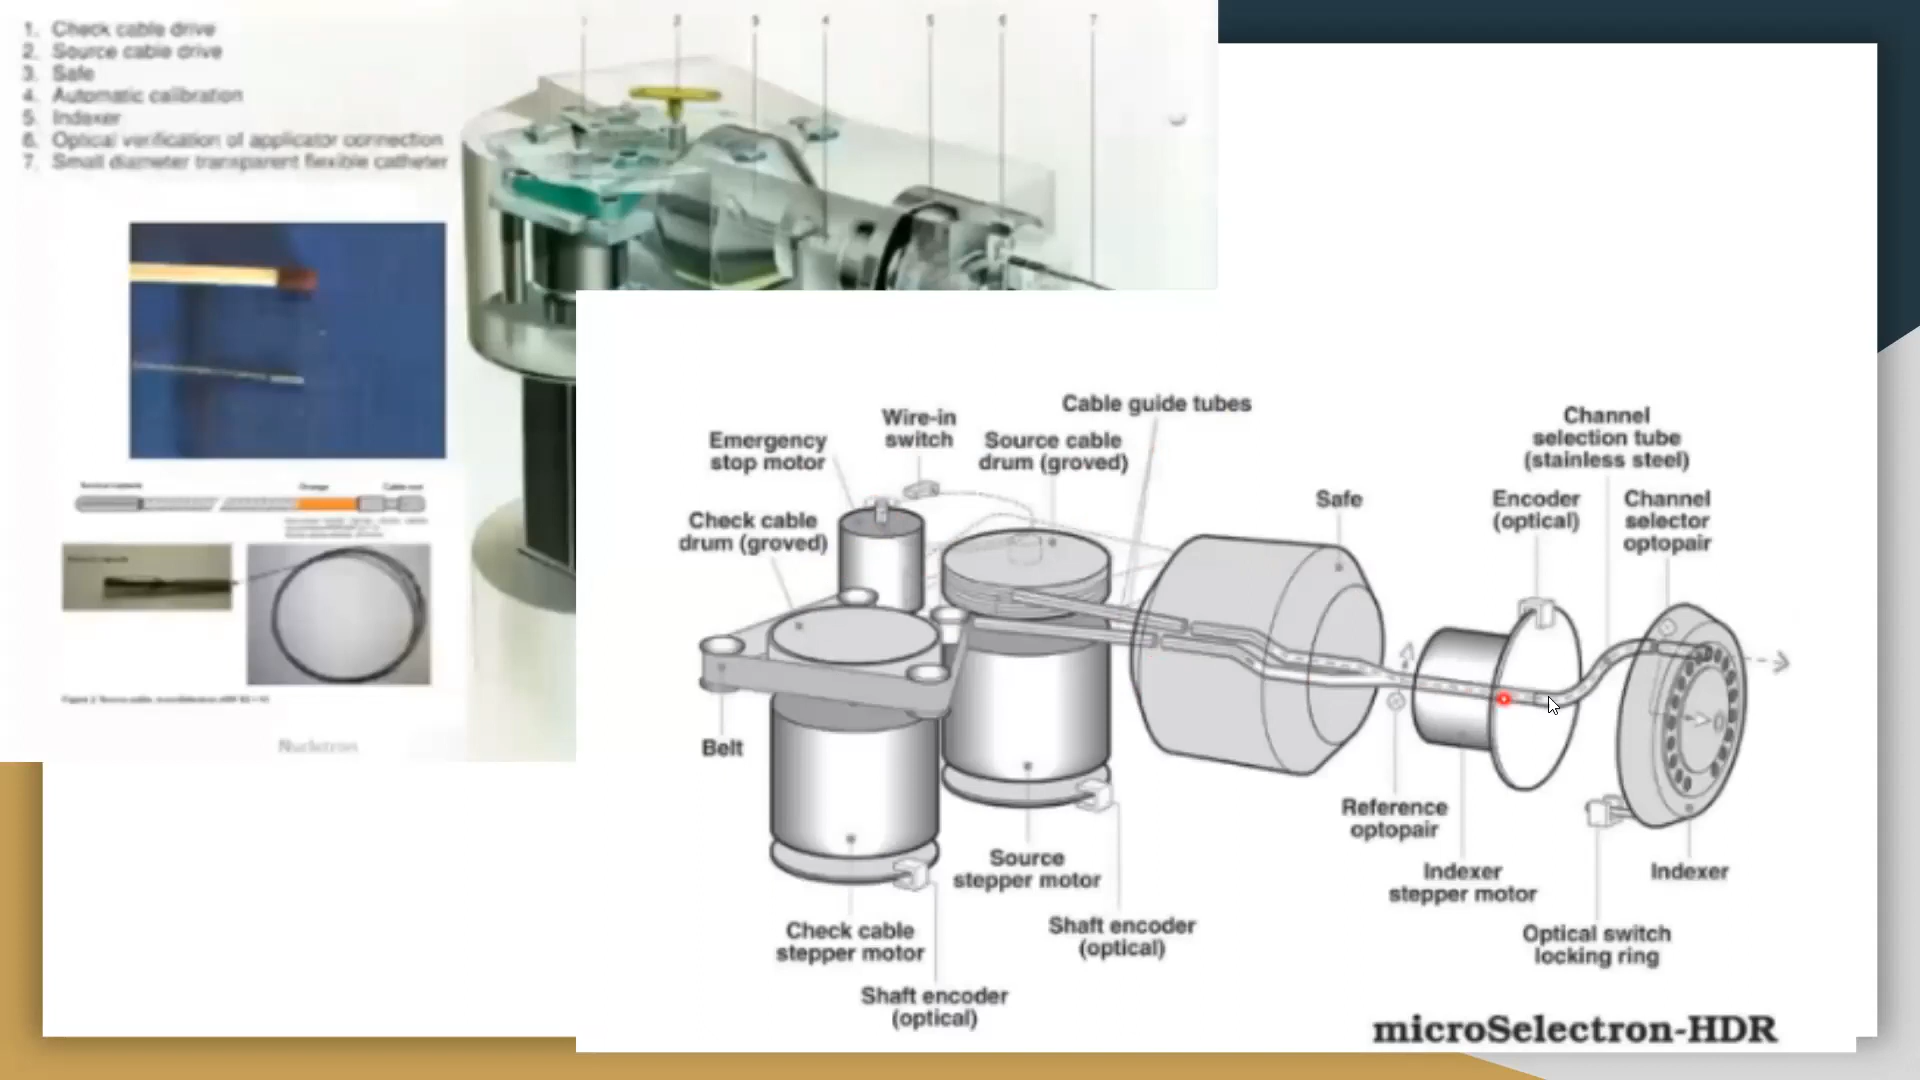 1. Check cable drive
2. Source cable drive
3. Safe
4. Automatic calibration
5. Indexer
6. Optical verification of applicator connection
7. Small diameter transparent flexible catheter
1 2 3 4 5 6 7
Orange
Nucletron
Cable guide tubes
Wire-in
switch
Emergency
stop motor
Source cable
drum (groved)
Check cable
drum (groved)
Safe
Channel
selection tube
(stainless steel)
Encoder
(optical)
Channel
selector
optopair
Belt
Reference
optopair
Source
stepper motor
Indexer
stepper motor
Indexer
Shaft encoder
(optical)
Check cable
stepper motor
Optical switch
locking ring
Shaft encoder
(optical)
microSelectron-HDR